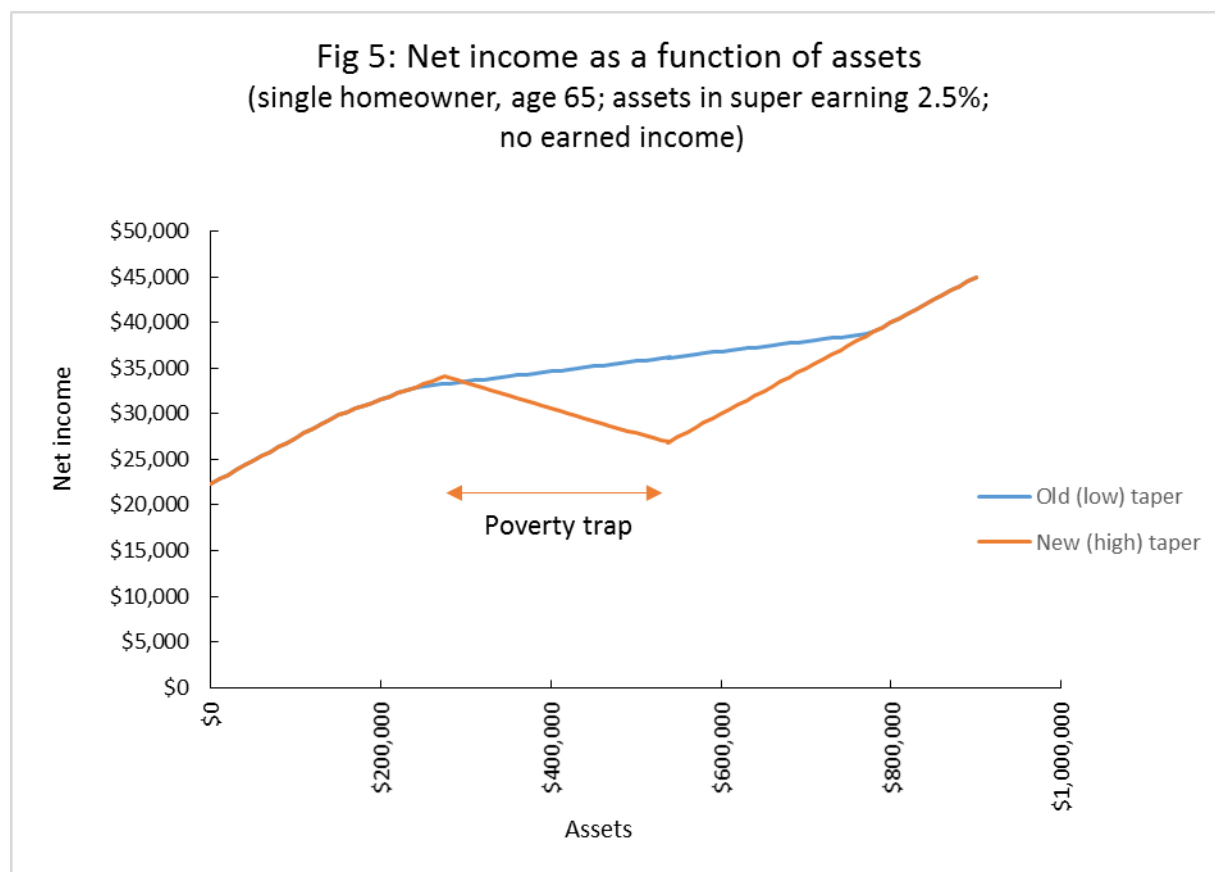 Fig 5: Net income as a function of assets
(single homeowner, age 65; assets in super earning 2.5%;
no earned income)
$50,000
$45,000
$40,000
$35,000
$30,000
$25,000
$20,000
$15,000
$10,000
$5,000
$0
Net income
Poverty trap
Old (low) taper
New (high) taper
$0
$200,000
$400,000
$600,000
$800,000
$1,000,000
Assets